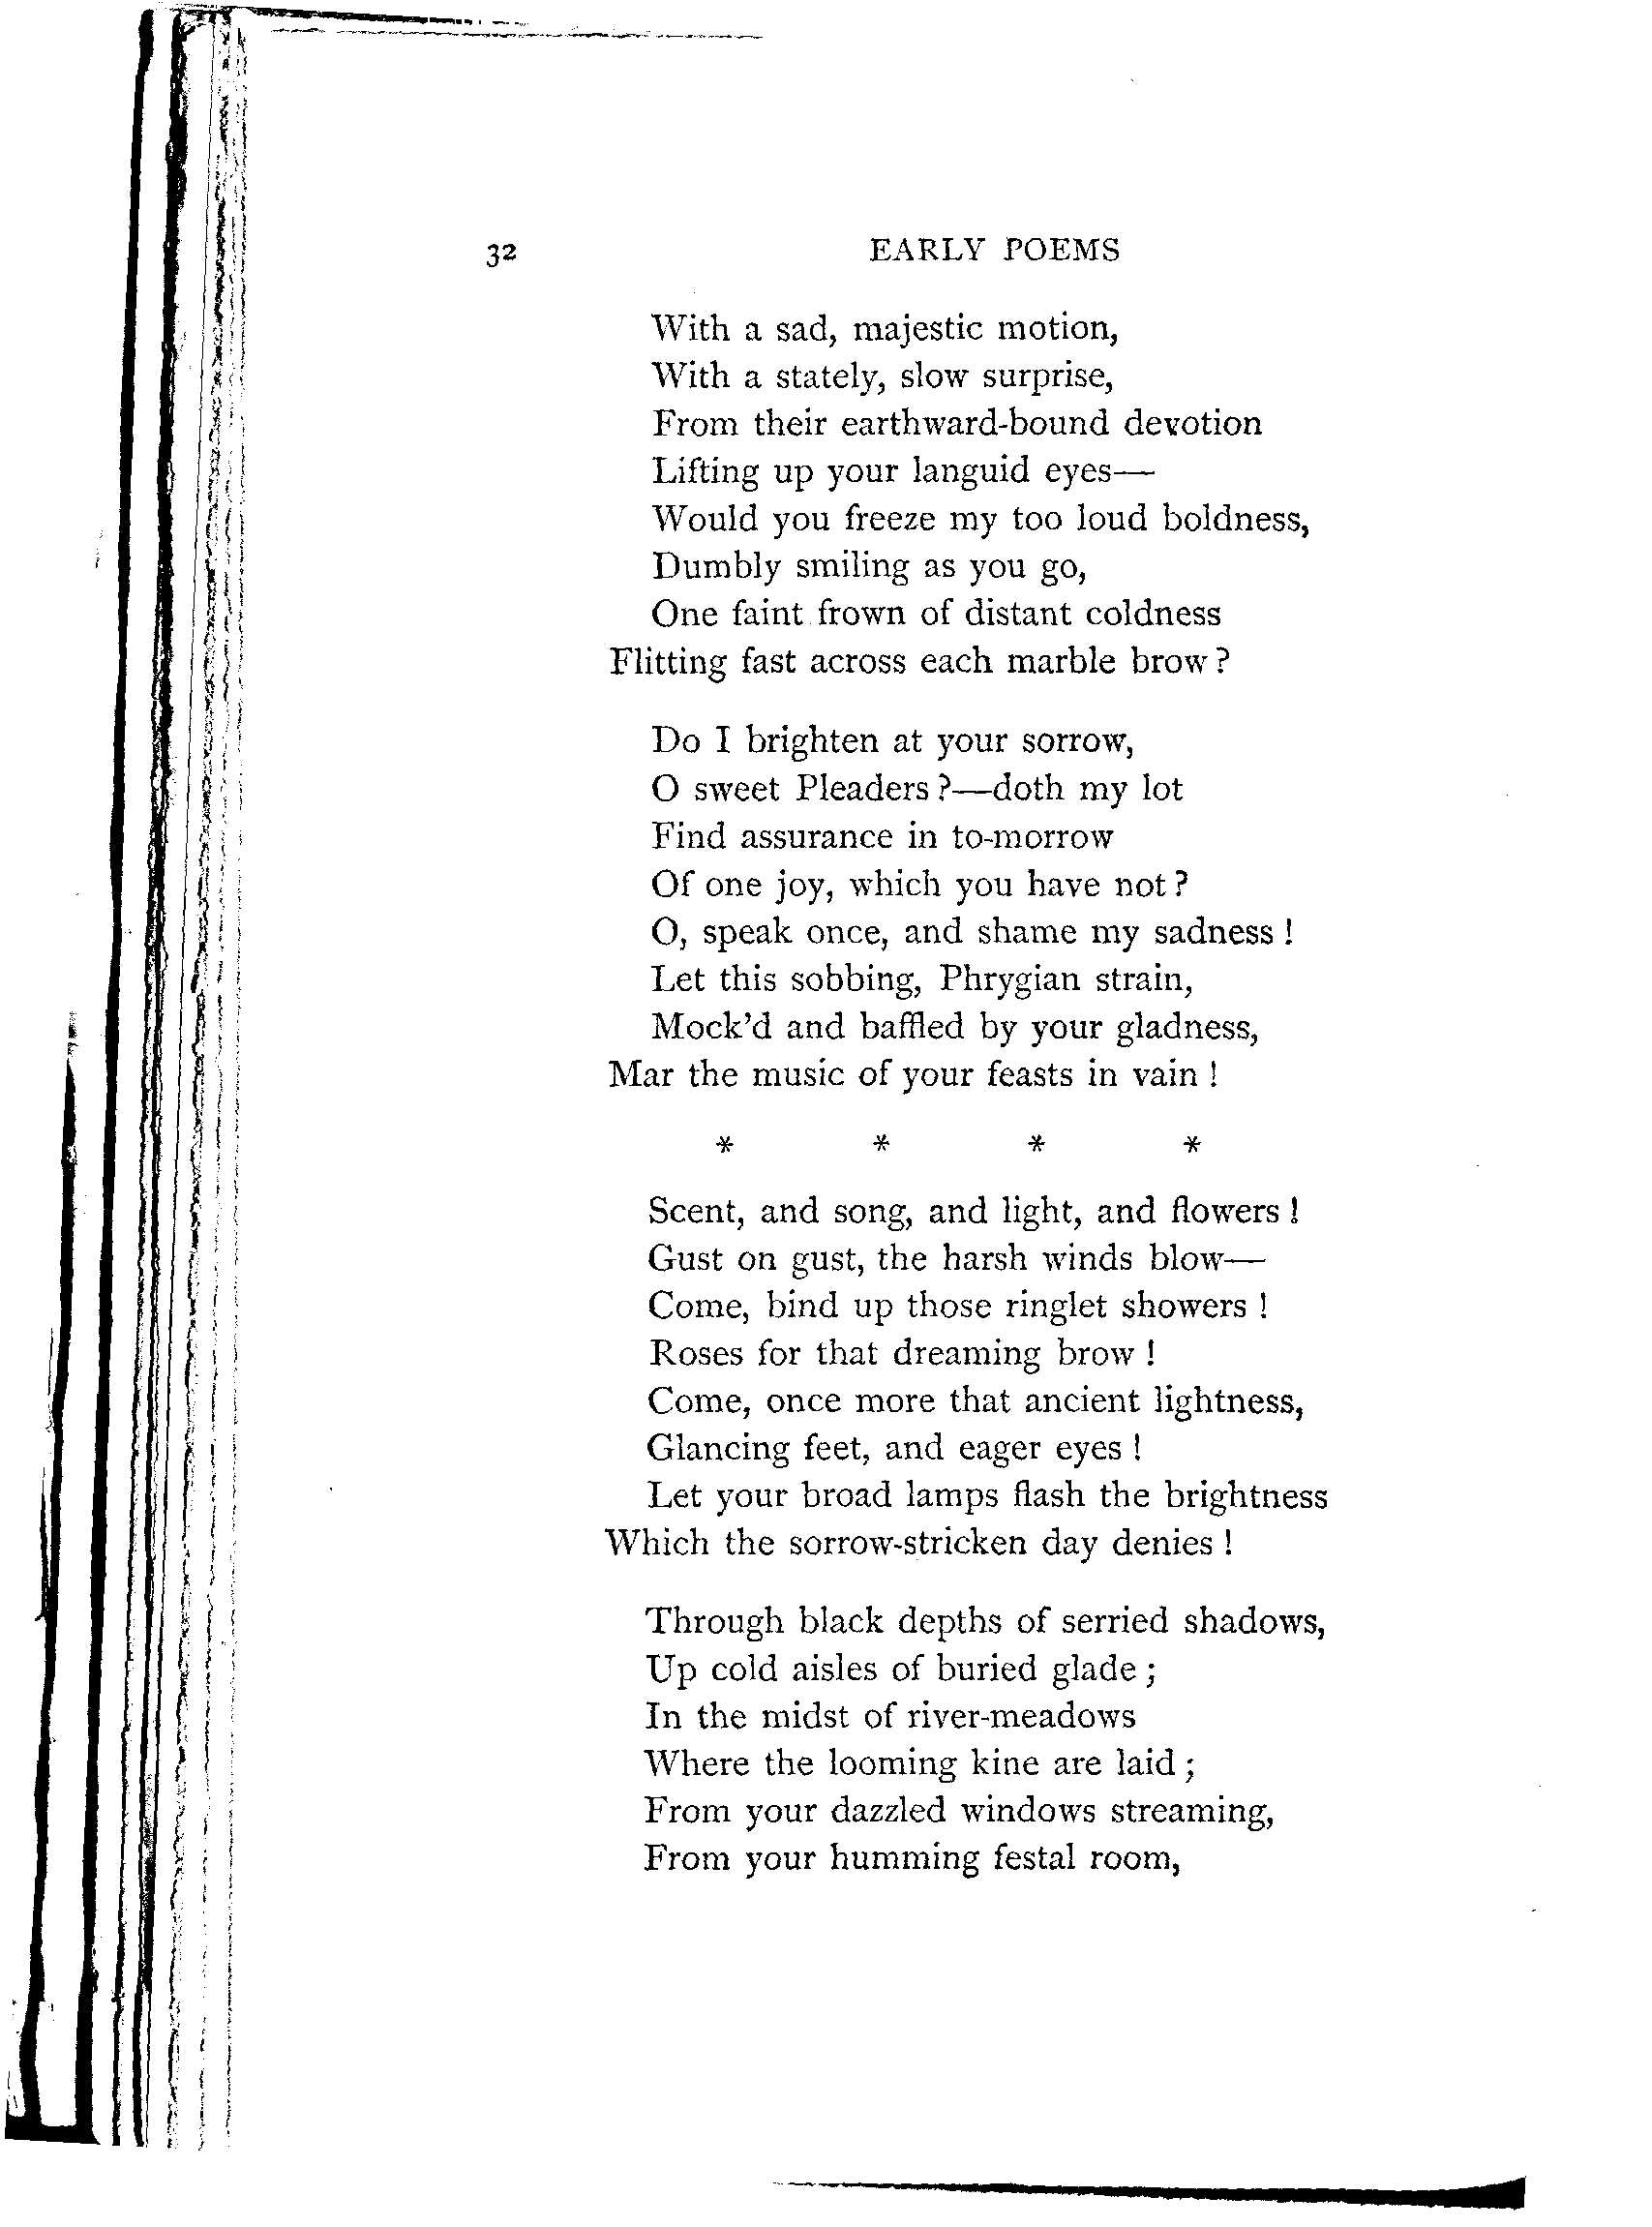 32 EARLY POEMS
With a sad, majestic motion,
With a stately, slow surprise,
From their earthward-bound devotion
Lifting up your languid eyes—
Would you freeze my too loud boldness,
Dumbly smiling as you go,
One faint frown of distant coldness
Flitting fast across each marble brow?
Do I brighten at your sorrow,
O sweet Pleaders?—doth my lot
Find assurance in to-morrow
Of one joy, which you have not?
O, speak once, and shame my sadness!
Let this sobbing, Phrygian strain,
Mock'd and baffled by your gladness,
Mar the music of your feasts in vain!
* * * *
Scent, and song, and light, and flowers!
Gust on gust, the harsh winds blow—
Come, bind up those ringlet showers!
Roses for that dreaming brow!
Come, once more that ancient lightness,
Glancing feet, and eager eyes!
Let your broad lamps flash the brightness
Which the sorrow-stricken day denies!
Through black depths of serried shadows,
Up cold aisles of buried glade;
In the midst of river-meadows
Where the looming kine are laid;
From your dazzled windows streaming,
From your humming festal room,